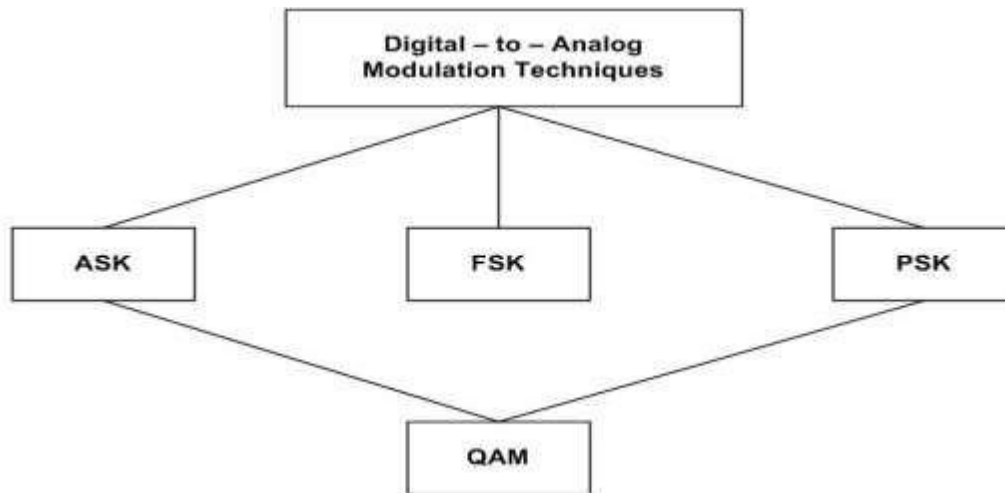 Digital – to – Analog
Modulation Techniques
ASK
FSK
PSK
QAM